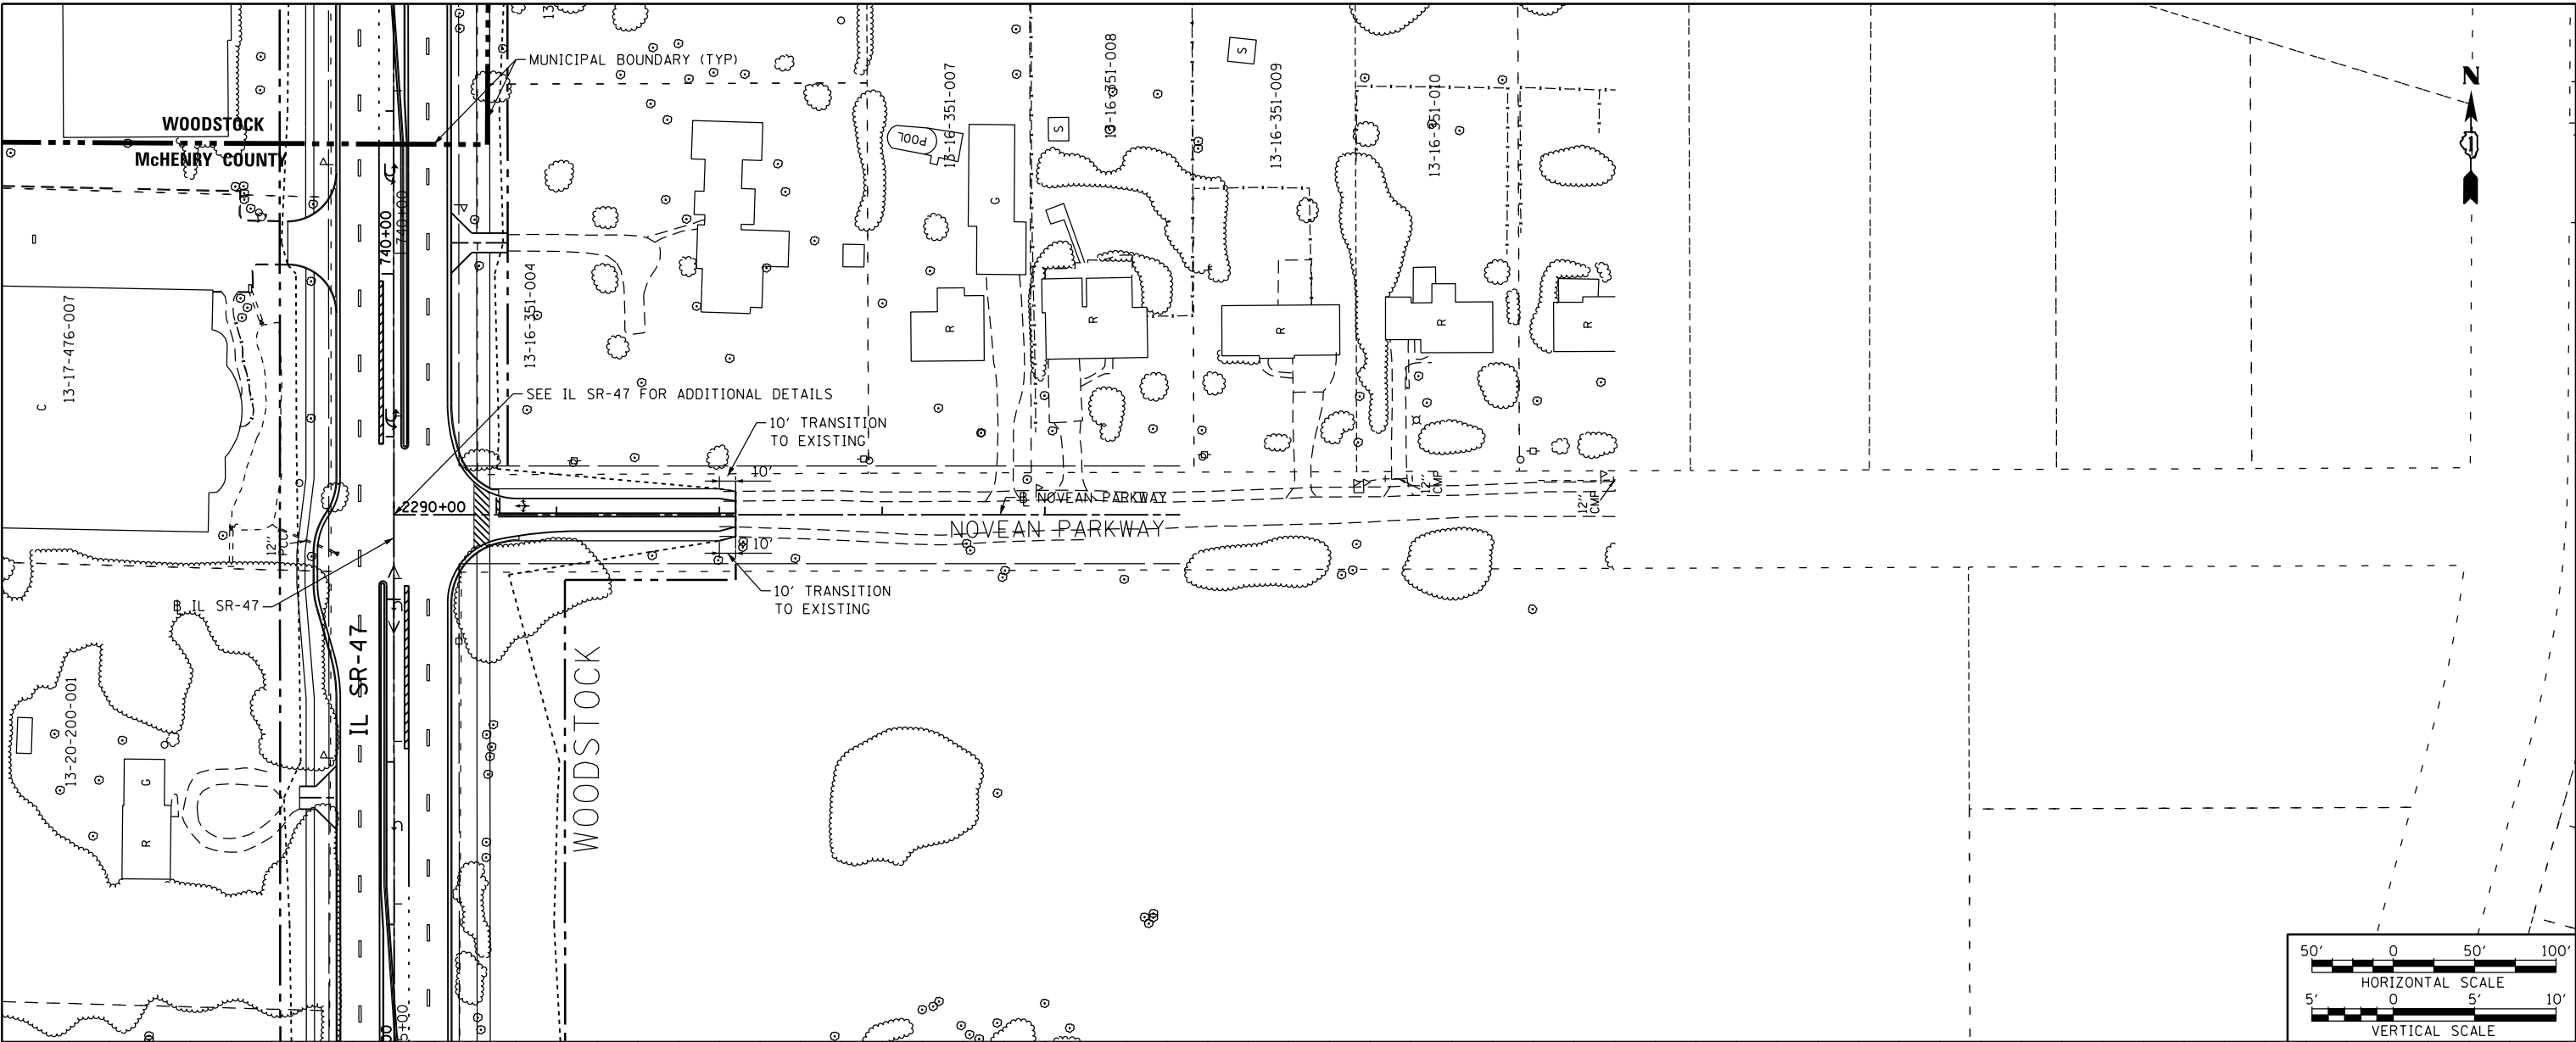 MUNICIPAL BOUNDARY (TYP)
WOODSTOCK
McHENRY COUNTY
13-16-351-007
13-16-351-008
13-16-351-009
13-16-351-010
S
S
POOL
G
N
740+00
740+00
13-16-351-004
13-17-476-007
C
R
R
R
R
R
SEE IL SR-47 FOR ADDITIONAL DETAILS
10' TRANSITION
TO EXISTING
10'
2290+00
B NOVEAN PARKWAY
NOVEAN PARKWAY
12"
CMP
12"
CMP
12"
10'
10' TRANSITION
TO EXISTING
B IL SR-47
IL SR-47
WOODSTOCK
13-20-200-001
G
R
50' 0 50' 100'
HORIZONTAL SCALE
5' 0 5' 10'
VERTICAL SCALE